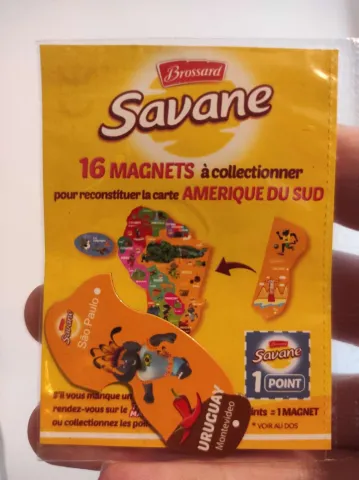 Brossard
Savane
16 MAGNETS à collectionner
pour reconstituer la carte AMERIQUE DU SUD
Brossard
Savane
São Paulo
Brossard
Savane
1 POINT
S'il vous manque un
rendez-vous sur le
ou collectionnez les poi
ints = 1 MAGNET
* VOIR AU DOS
URUGUAY
Montevideo